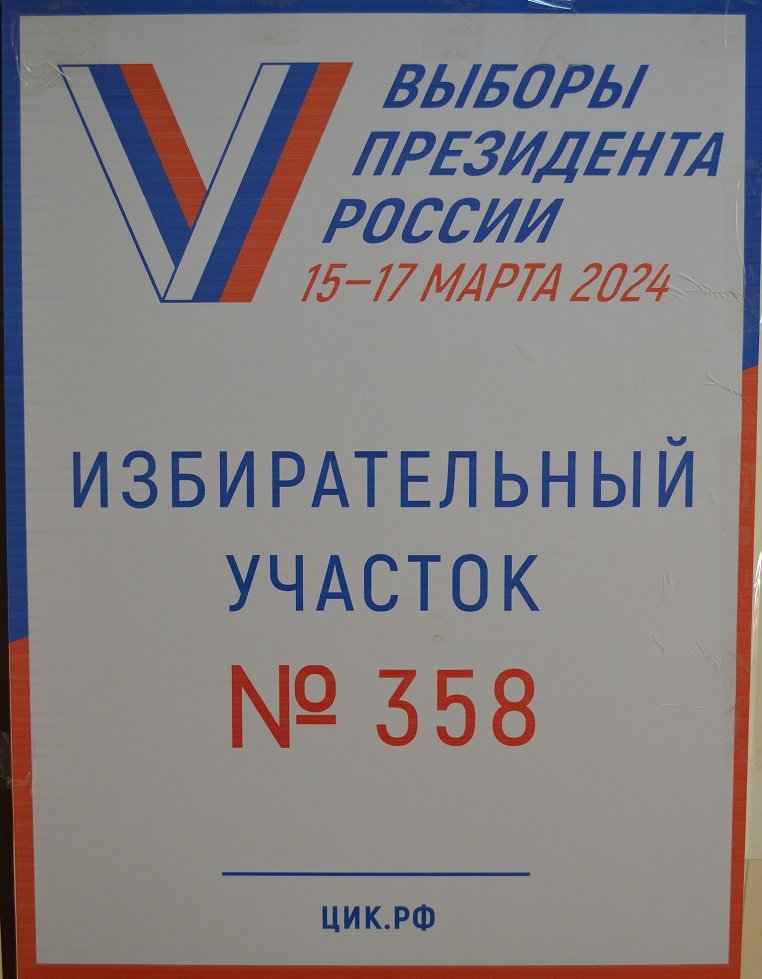 ВЫБОРЫ
ПРЕЗИДЕНТА
РОССИИ
15–17 МАРТА 2024
ИЗБИРАТЕЛЬНЫЙ
УЧАСТОК
№ 358
ЦИК.РФ